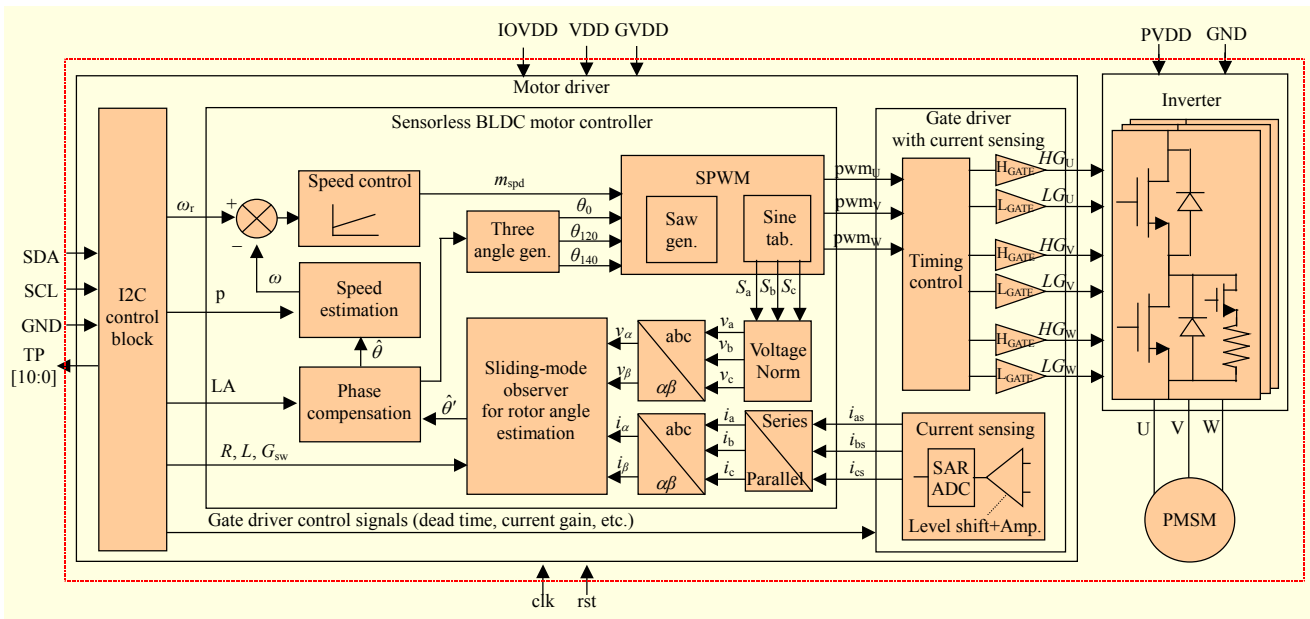 IOVDD VDD GVDD
PVDD GND
Motor driver
Inverter
Sensorless BLDC motor controller
Gate driver
with current sensing
SDA
SCL
GND
TP
[10:0]
I2C
control
block
ωr
+
−
ω
p
LA
R, L, Gsw
Speed control
mspd
Three
angle gen.
θ0
θ120
θ140
SPWM
Saw
gen.
Sine
tab.
Sa Sb Sc
pwmU
pwmV
pwmW
Speed
estimation
θ̂
Phase
compensation
θ̂′
Sliding-mode
observer
for rotor angle
estimation
vα
vβ
iα
iβ
abc
αβ
abc
αβ
va
vb
vc
Voltage
Norm
ia
ib
ic
Series
Parallel
ias
ibs
ics
Timing
control
HGATE
LGATE
HGATE
LGATE
HGATE
LGATE
HGU
LGU
HGV
LGV
HGW
LGW
Current sensing
SAR
ADC
Level shift+Amp.
U V W
PMSM
Gate driver control signals (dead time, current gain, etc.)
clk rst